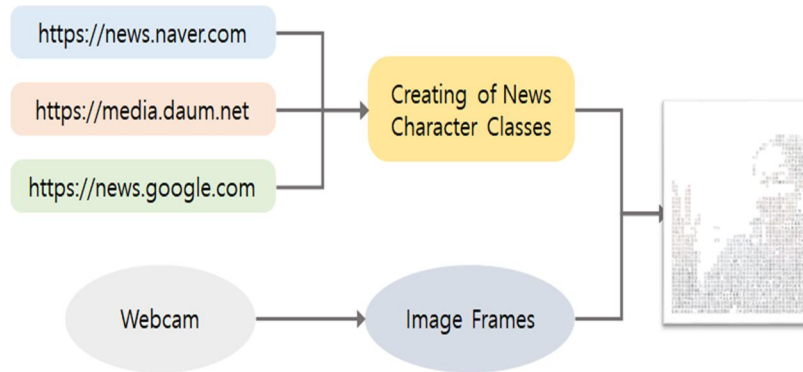 https://news.naver.com
https://media.daum.net
https://news.google.com
Creating of News
Character Classes
Webcam
Image Frames